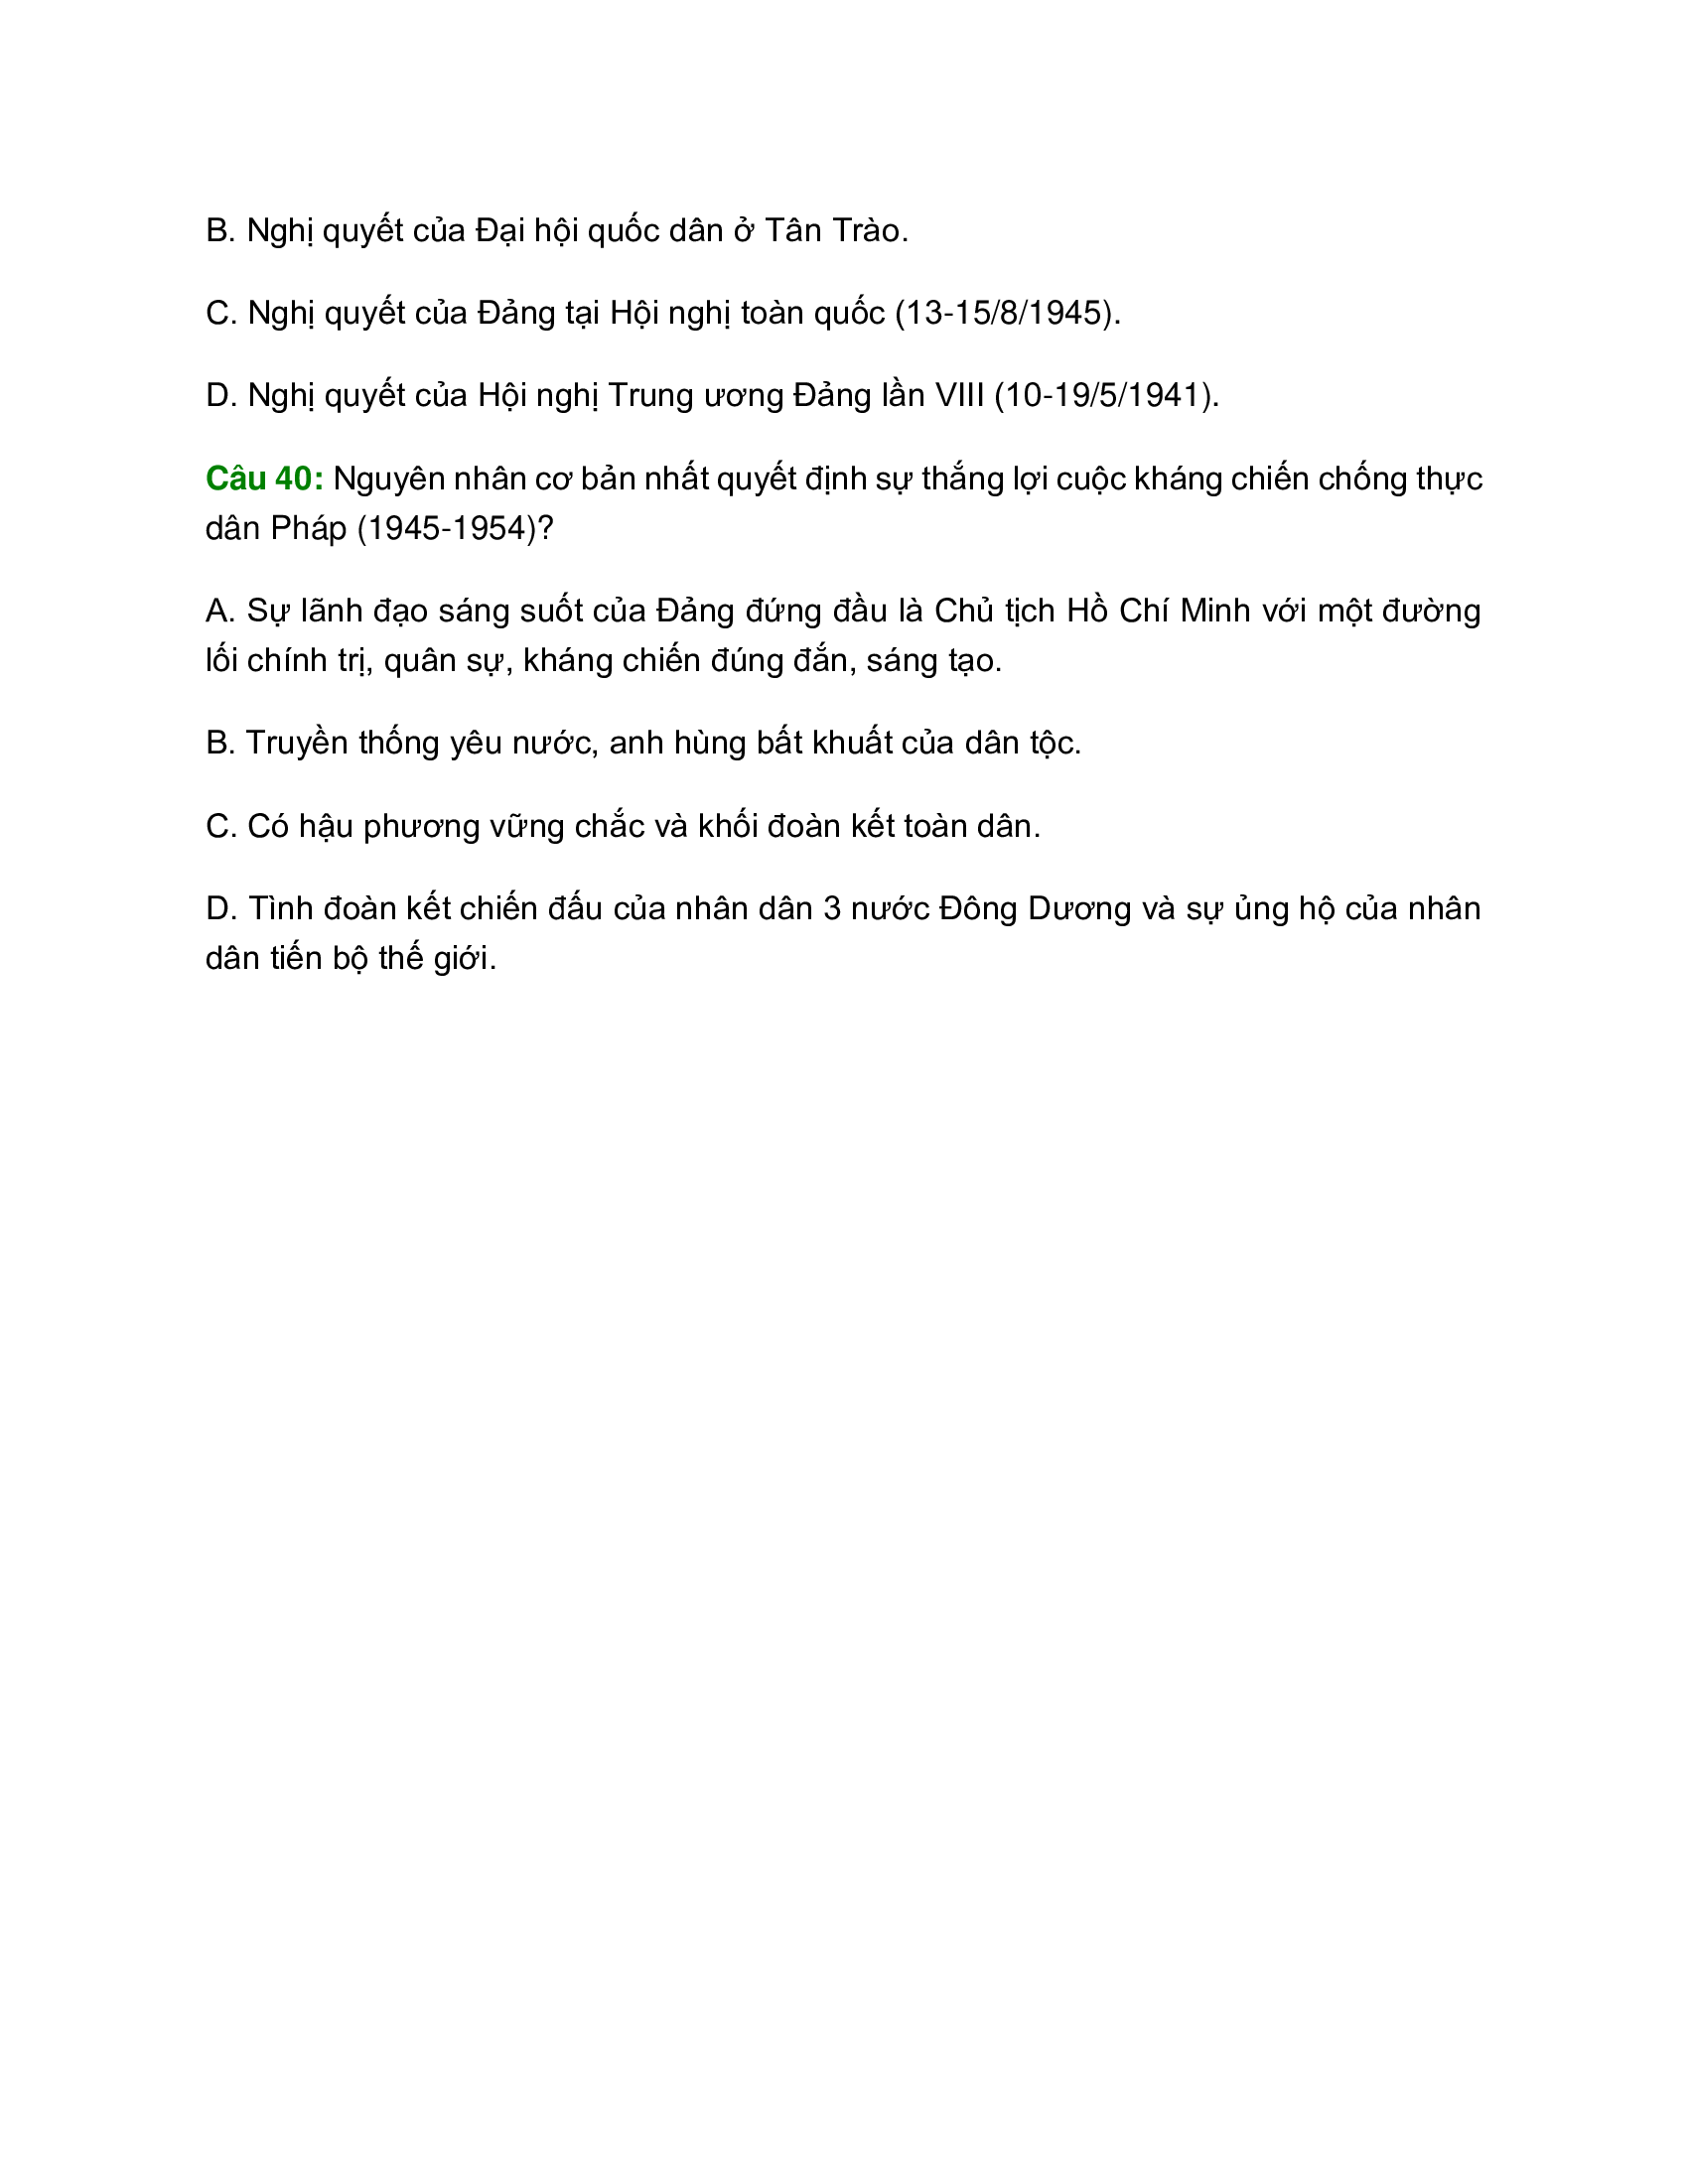 B. Nghị quyết của Đại hội quốc dân ở Tân Trào.
C. Nghị quyết của Đảng tại Hội nghị toàn quốc (13-15/8/1945).
D. Nghị quyết của Hội nghị Trung ương Đảng lần VIII (10-19/5/1941).
Câu 40: Nguyên nhân cơ bản nhất quyết định sự thắng lợi cuộc kháng chiến chống thực
dân Pháp (1945-1954)?
A. Sự lãnh đạo sáng suốt của Đảng đứng đầu là Chủ tịch Hồ Chí Minh với một đường
lối chính trị, quân sự, kháng chiến đúng đắn, sáng tạo.
B. Truyền thống yêu nước, anh hùng bất khuất của dân tộc.
C. Có hậu phương vững chắc và khối đoàn kết toàn dân.
D. Tình đoàn kết chiến đấu của nhân dân 3 nước Đông Dương và sự ủng hộ của nhân
dân tiến bộ thế giới.